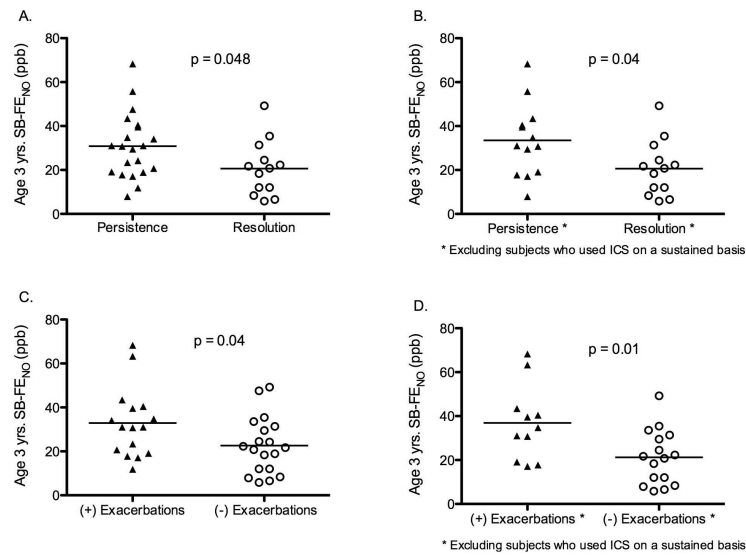 A.
p = 0.048
80
60
40
20
0
Age 3 yrs. SB-FENO (ppb)
Persistence
Resolution
B.
p = 0.04
80
60
40
20
0
Age 3 yrs. SB-FENO (ppb)
Persistence *
Resolution *
* Excluding subjects who used ICS on a sustained basis
C.
p = 0.04
80
60
40
20
0
Age 3 yrs. SB-FENO (ppb)
(+) Exacerbations
(-) Exacerbations
D.
p = 0.01
80
60
40
20
0
Age 3 yrs. SB-FENO (ppb)
(+) Exacerbations *
(-) Exacerbations *
* Excluding subjects who used ICS on a sustained basis